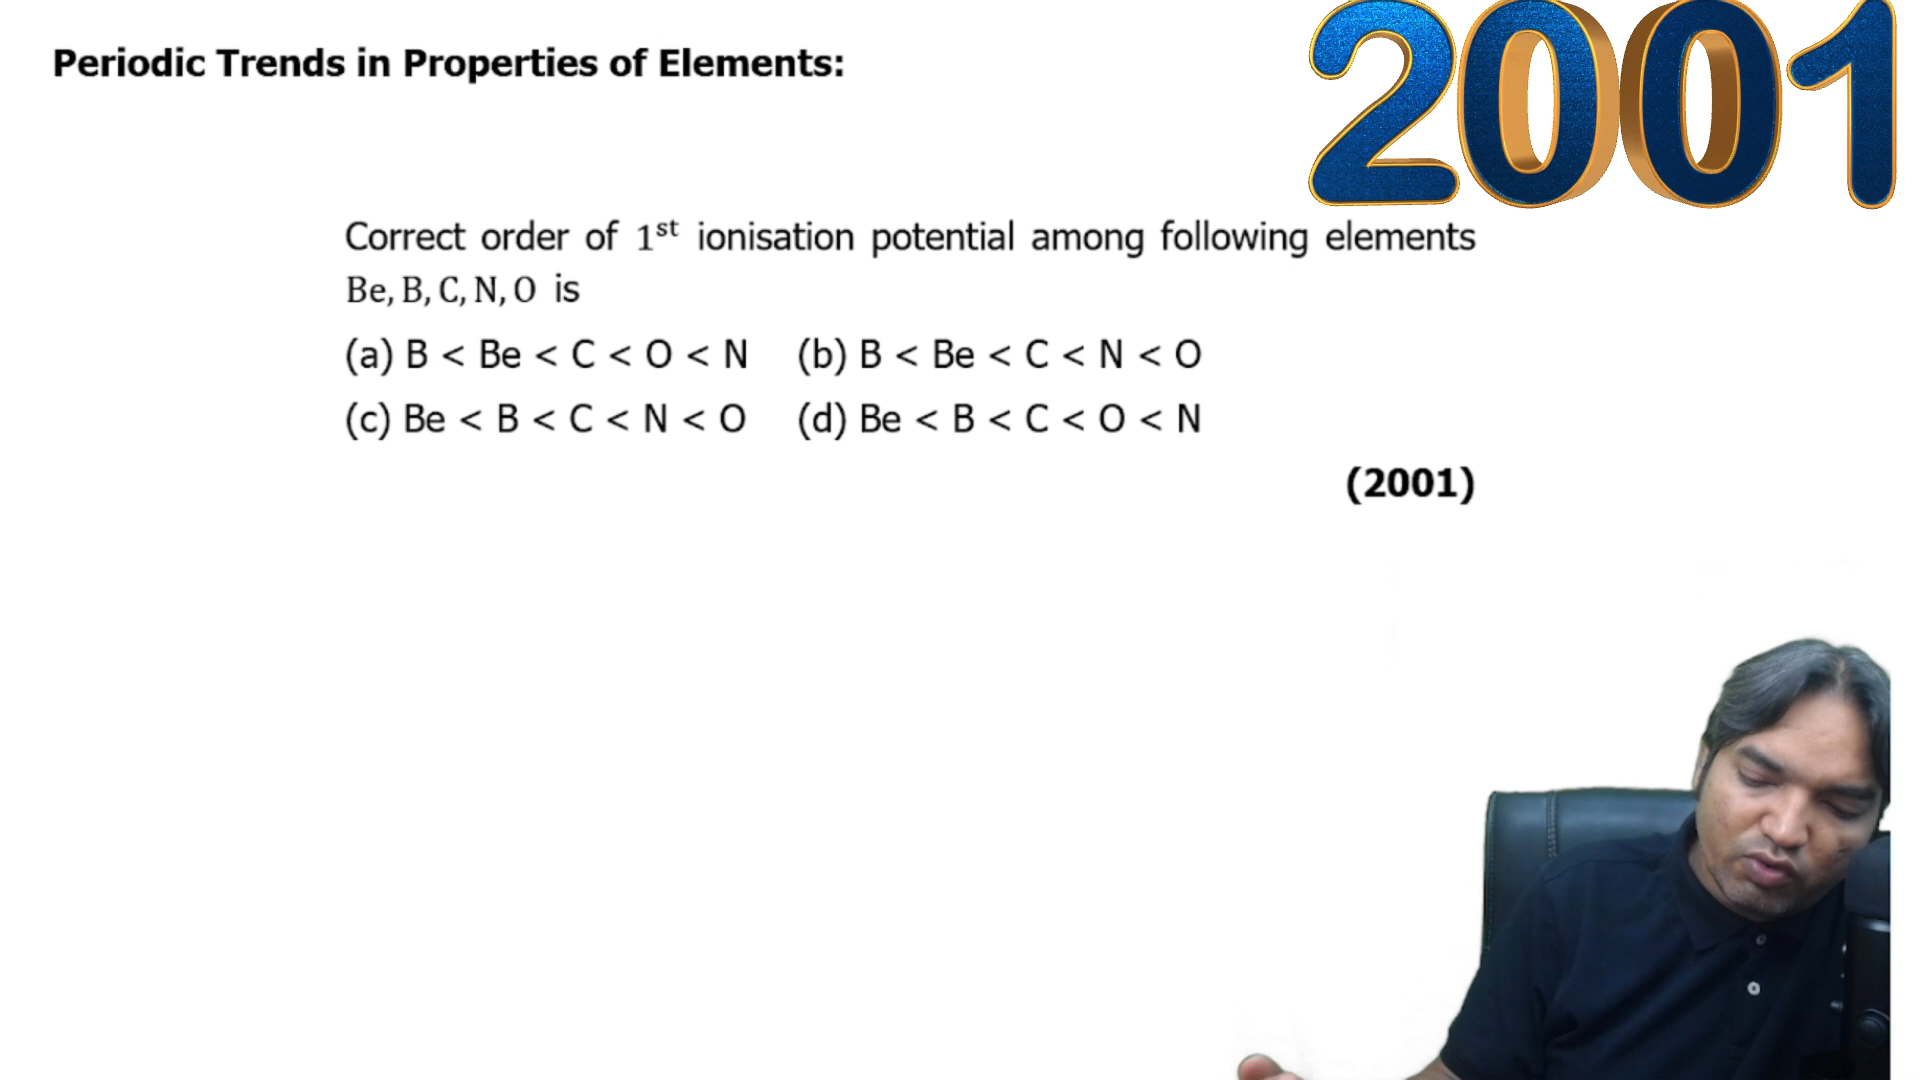 2001
Periodic Trends in Properties of Elements:
Correct order of 1st ionisation potential among following elements
Be, B, C, N, O is
(a) B < Be < C < O < N (b) B < Be < C < N < O
(c) Be < B < C < N < O (d) Be < B < C < O < N
(2001)